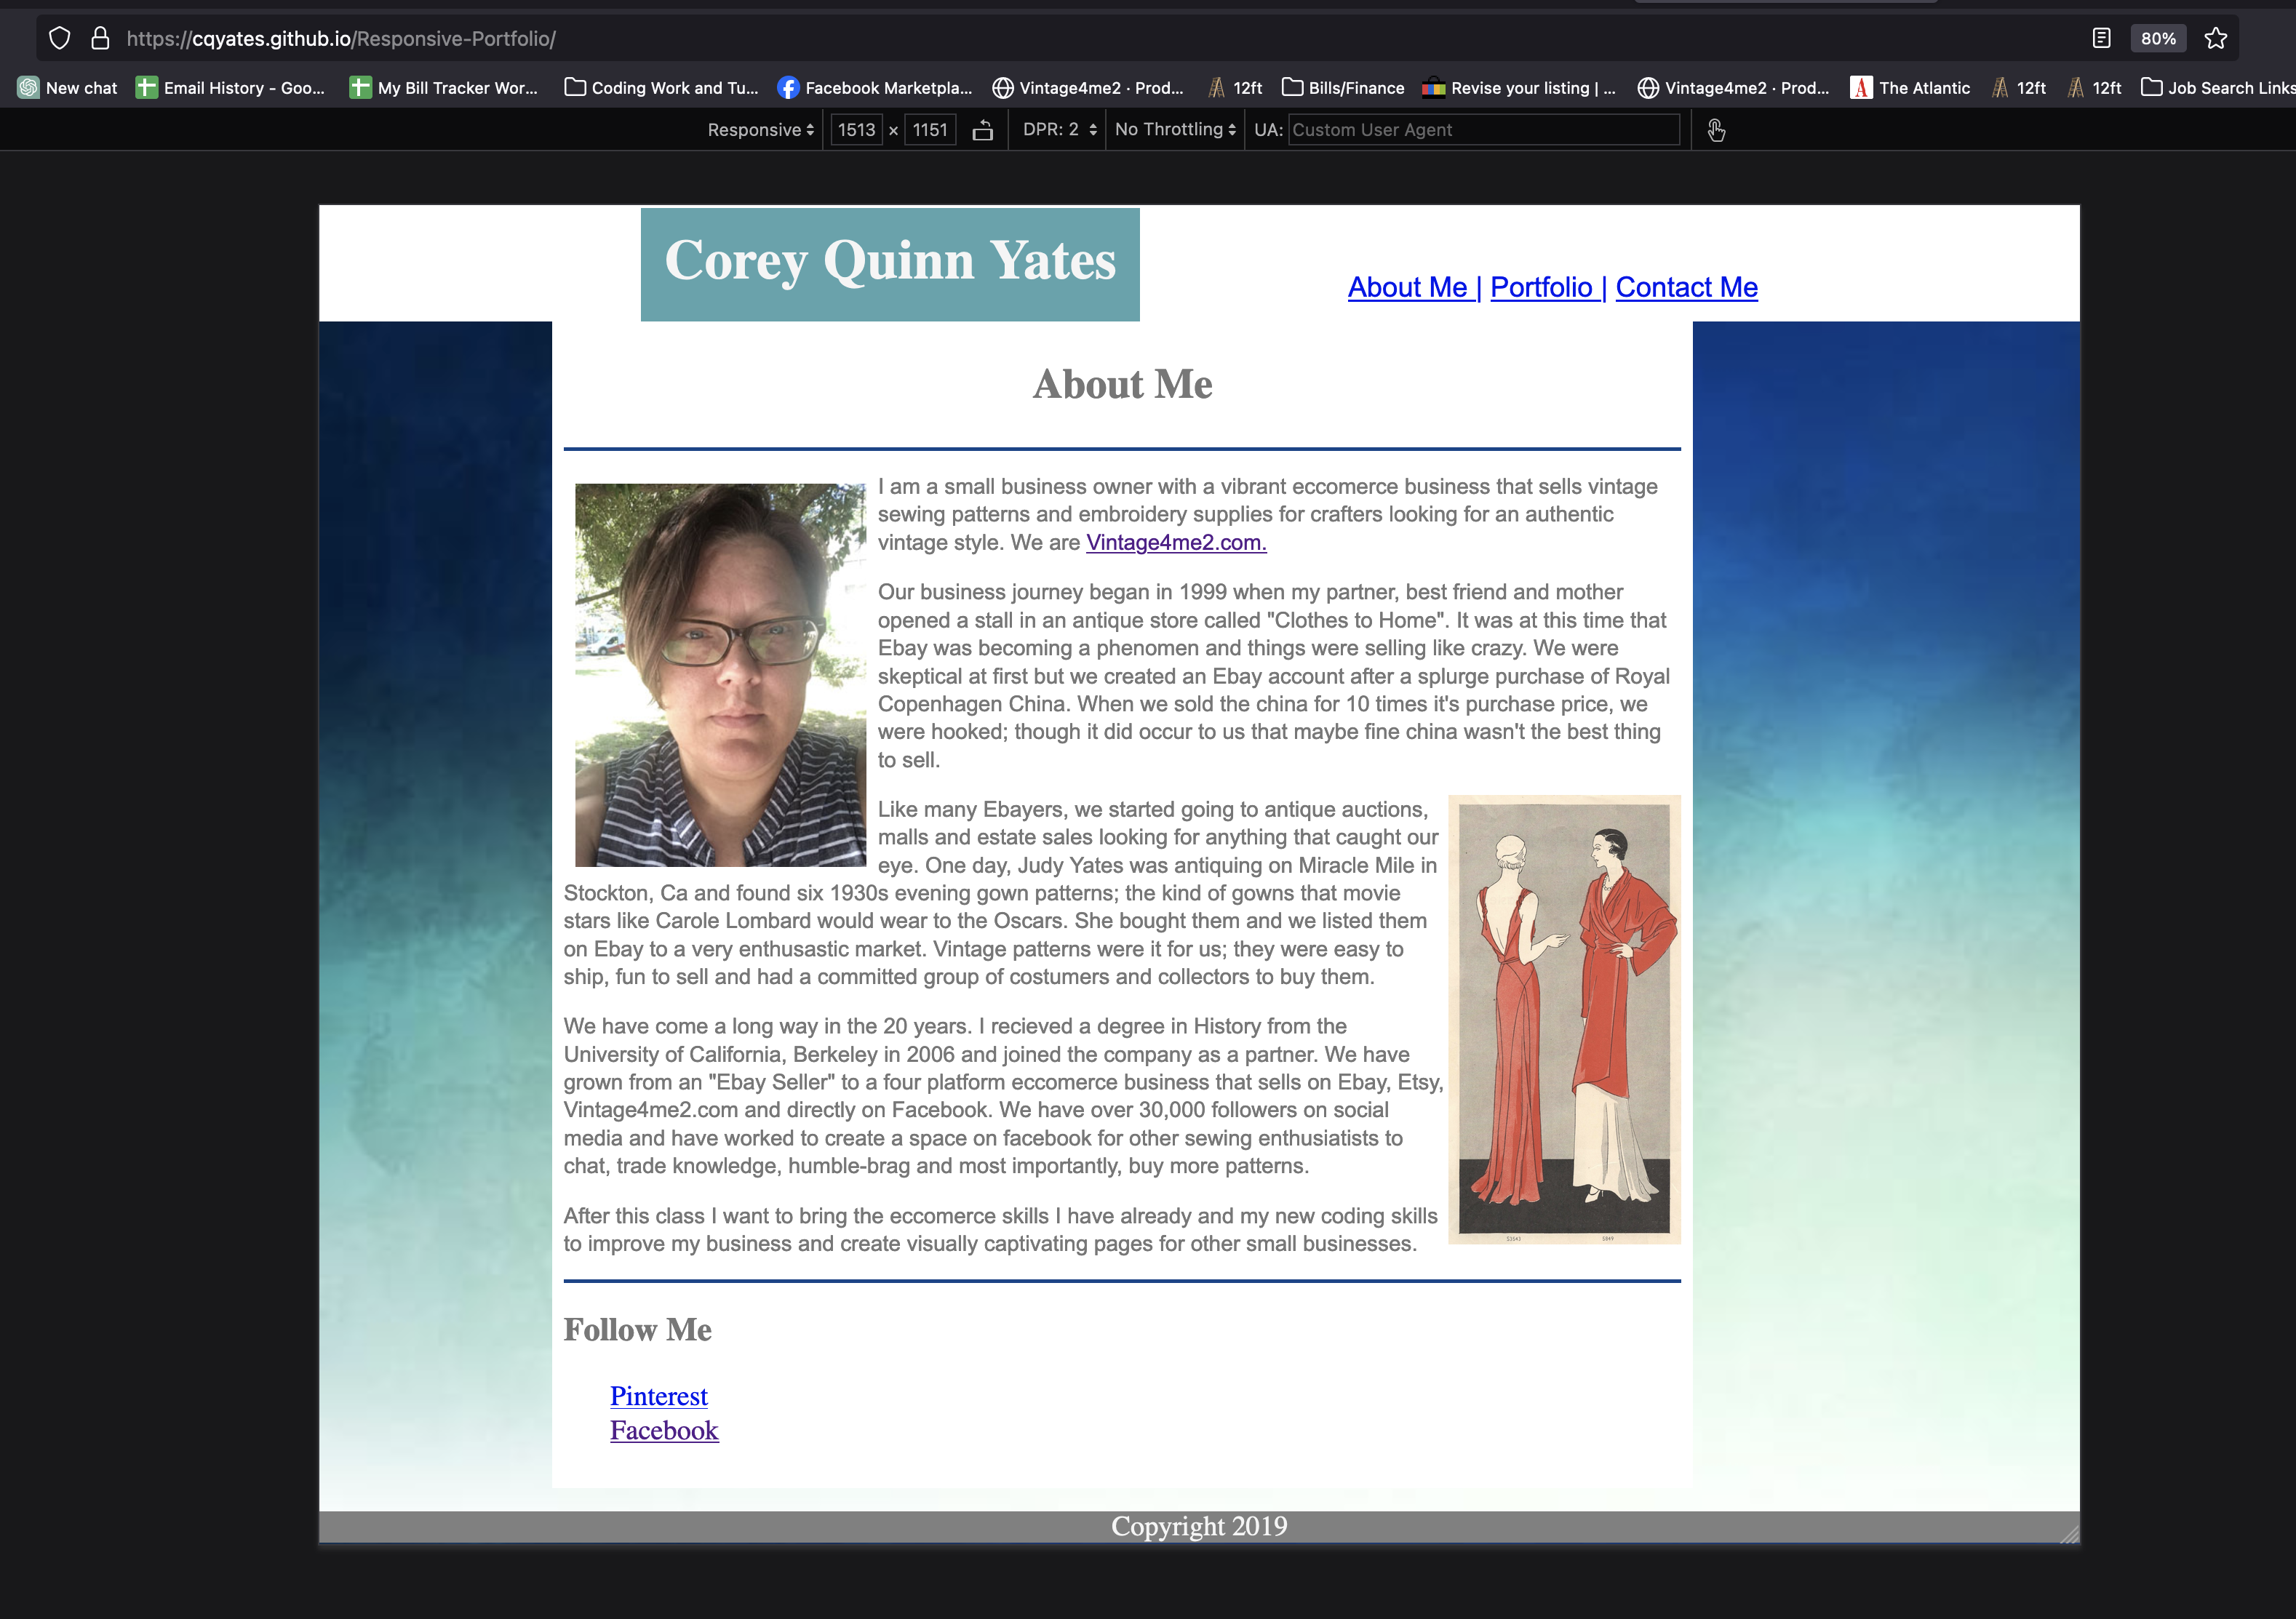 https://cqyates.github.io/Responsive-Portfolio/
80%
New chat
Email History - Goo...
My Bill Tracker Wor...
Coding Work and Tu...
Facebook Marketpla...
Vintage4me2 · Prod...
12ft
Bills/Finance
Revise your listing | ...
Vintage4me2 · Prod...
The Atlantic
12ft
12ft
Job Search Links
Responsive 1513 × 1151 DPR: 2 No Throttling UA: Custom User Agent
Corey Quinn Yates
About Me | Portfolio | Contact Me
About Me
I am a small business owner with a vibrant eccomerce business that sells vintage
sewing patterns and embroidery supplies for crafters looking for an authentic
vintage style. We are Vintage4me2.com.
Our business journey began in 1999 when my partner, best friend and mother
opened a stall in an antique store called "Clothes to Home". It was at this time that
Ebay was becoming a phenomen and things were selling like crazy. We were
skeptical at first but we created an Ebay account after a splurge purchase of Royal
Copenhagen China. When we sold the china for 10 times it's purchase price, we
were hooked; though it did occur to us that maybe fine china wasn't the best thing
to sell.
Like many Ebayers, we started going to antique auctions,
malls and estate sales looking for anything that caught our
eye. One day, Judy Yates was antiquing on Miracle Mile in
Stockton, Ca and found six 1930s evening gown patterns; the kind of gowns that movie
stars like Carole Lombard would wear to the Oscars. She bought them and we listed them
on Ebay to a very enthusastic market. Vintage patterns were it for us; they were easy to
ship, fun to sell and had a committed group of costumers and collectors to buy them.
We have come a long way in the 20 years. I recieved a degree in History from the
University of California, Berkeley in 2006 and joined the company as a partner. We have
grown from an "Ebay Seller" to a four platform eccomerce business that sells on Ebay, Etsy,
Vintage4me2.com and directly on Facebook. We have over 30,000 followers on social
media and have worked to create a space on facebook for other sewing enthusiatists to
chat, trade knowledge, humble-brag and most importantly, buy more patterns.
After this class I want to bring the eccomerce skills I have already and my new coding skills
to improve my business and create visually captivating pages for other small businesses.
Follow Me
Pinterest
Facebook
Copyright 2019